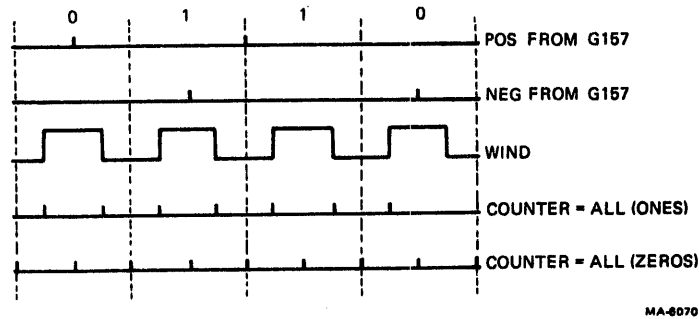 0 1 1 0
POS FROM G157
NEG FROM G157
WIND
COUNTER = ALL (ONES)
COUNTER = ALL (ZEROS)
MA-6070